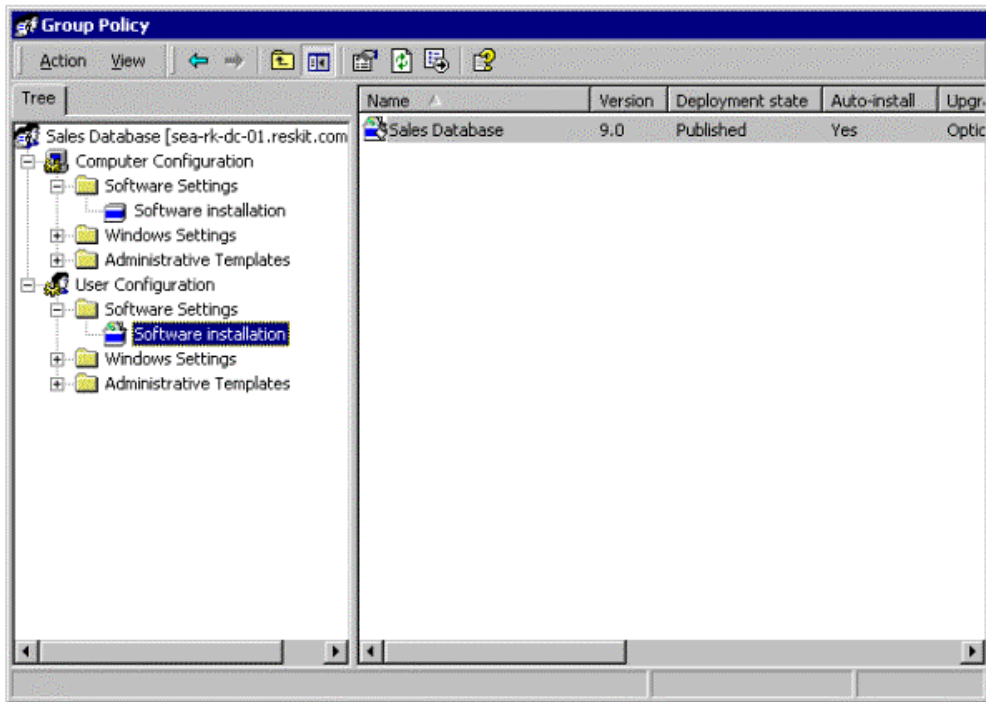 Group Policy
Action View
Tree
Name Version Deployment state Auto-install Upgr
Sales Database [sea-rk-dc-01.reskit.com
Computer Configuration
Software Settings
Software installation
Windows Settings
Administrative Templates
User Configuration
Software Settings
Software installation
Windows Settings
Administrative Templates
Sales Database 9.0 Published Yes Optic